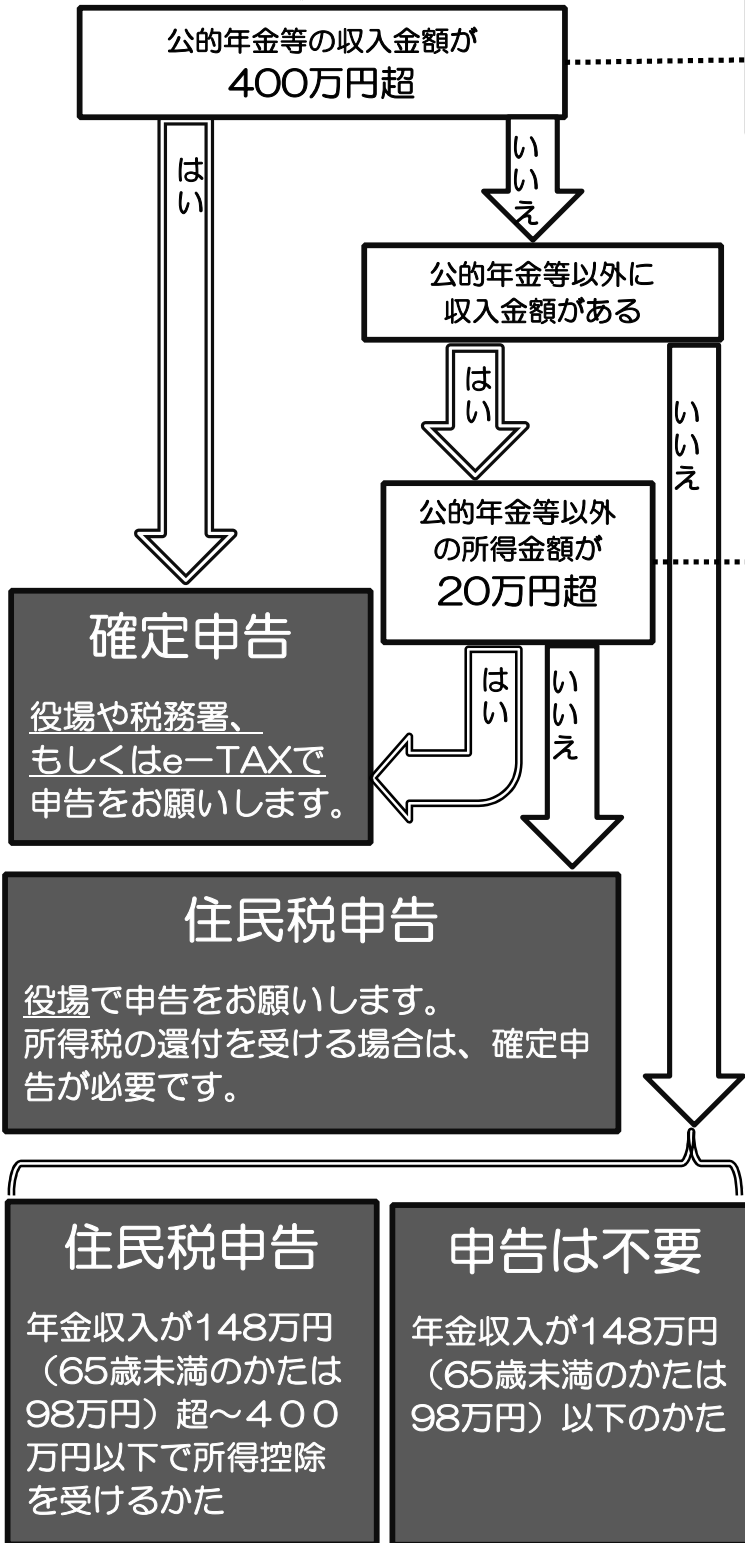 公的年金等の収入金額が
400万円超
はい
いいえ
公的年金等以外に
収入金額がある
はい
いいえ
公的年金等以外
の所得金額が
20万円超
はい
いいえ
確定申告
役場や税務署、
もしくはe－TAXで
申告をお願いします。
住民税申告
役場で申告をお願いします。
所得税の還付を受ける場合は、確定申
告が必要です。
住民税申告
年金収入が148万円
（65歳未満のかたは
98万円）超～４００
万円以下で所得控除
を受けるかた
申告は不要
年金収入が148万円
（65歳未満のかたは
98万円）以下のかた